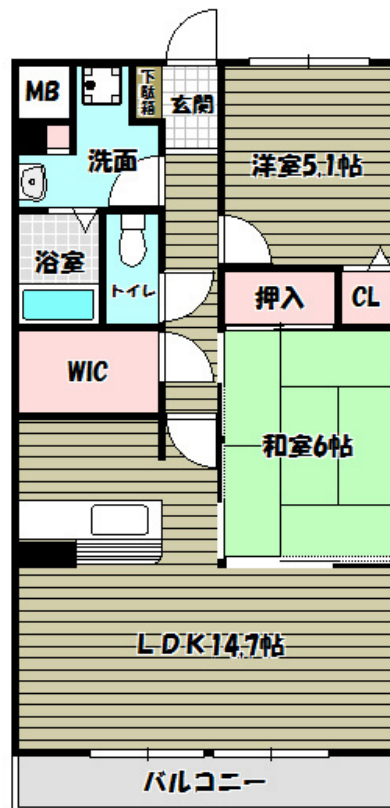 MB
下駄箱
玄関
洗面
洋室5.1帖
浴室
トイレ
押入
CL
WIC
和室6帖
LDK14.7帖
バルコニー